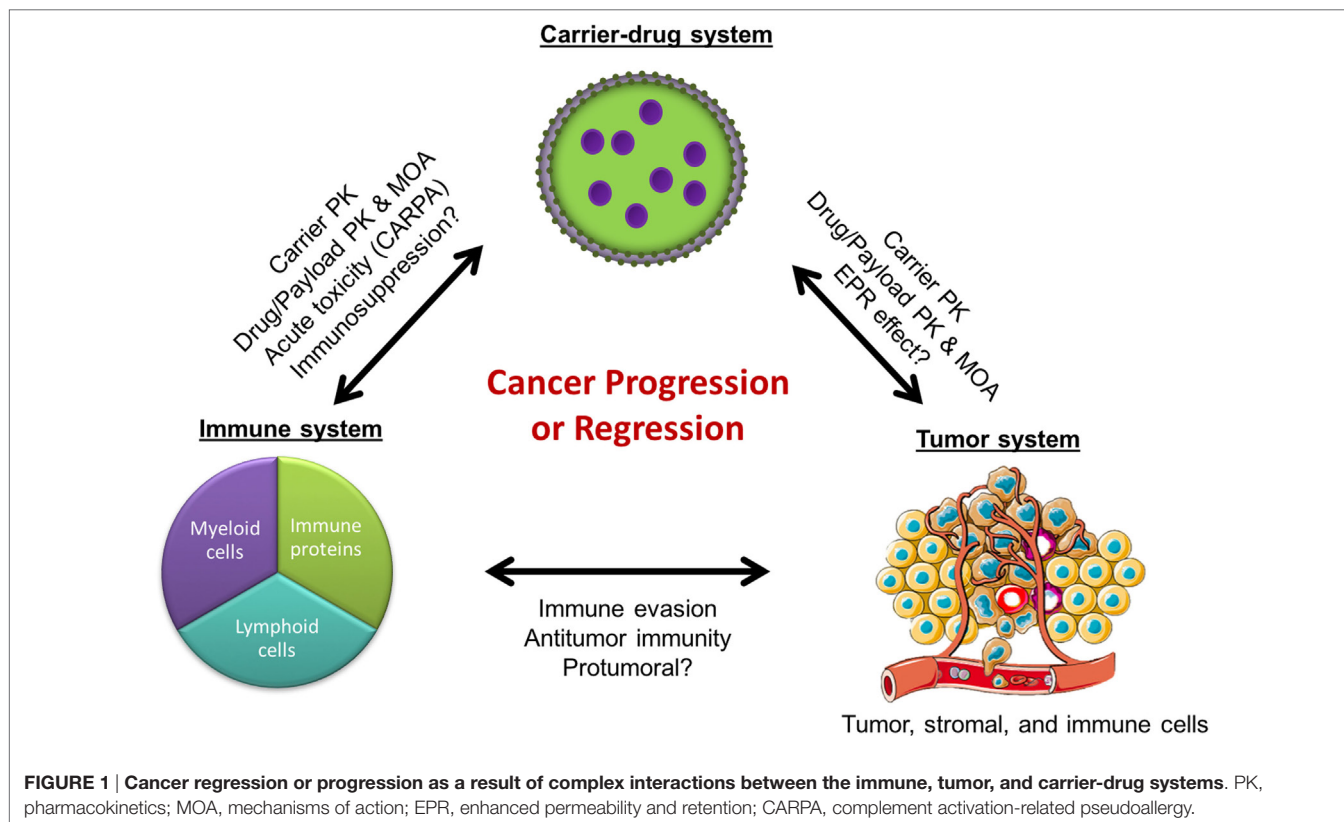 Carrier-drug system
Carrier PK
Drug/Payload PK & MOA
Acute toxicity (CARPA)
Immunosuppression?
Carrier PK
Drug/Payload PK & MOA
EPR effect?
Cancer Progression
or Regression
Immune system
Myeloid
cells
Immune
proteins
Lymphoid
cells
Tumor system
Immune evasion
Antitumor immunity
Protumoral?
Tumor, stromal, and immune cells
FIGURE 1 | Cancer regression or progression as a result of complex interactions between the immune, tumor, and carrier-drug systems. PK,
pharmacokinetics; MOA, mechanisms of action; EPR, enhanced permeability and retention; CARPA, complement activation-related pseudoallergy.